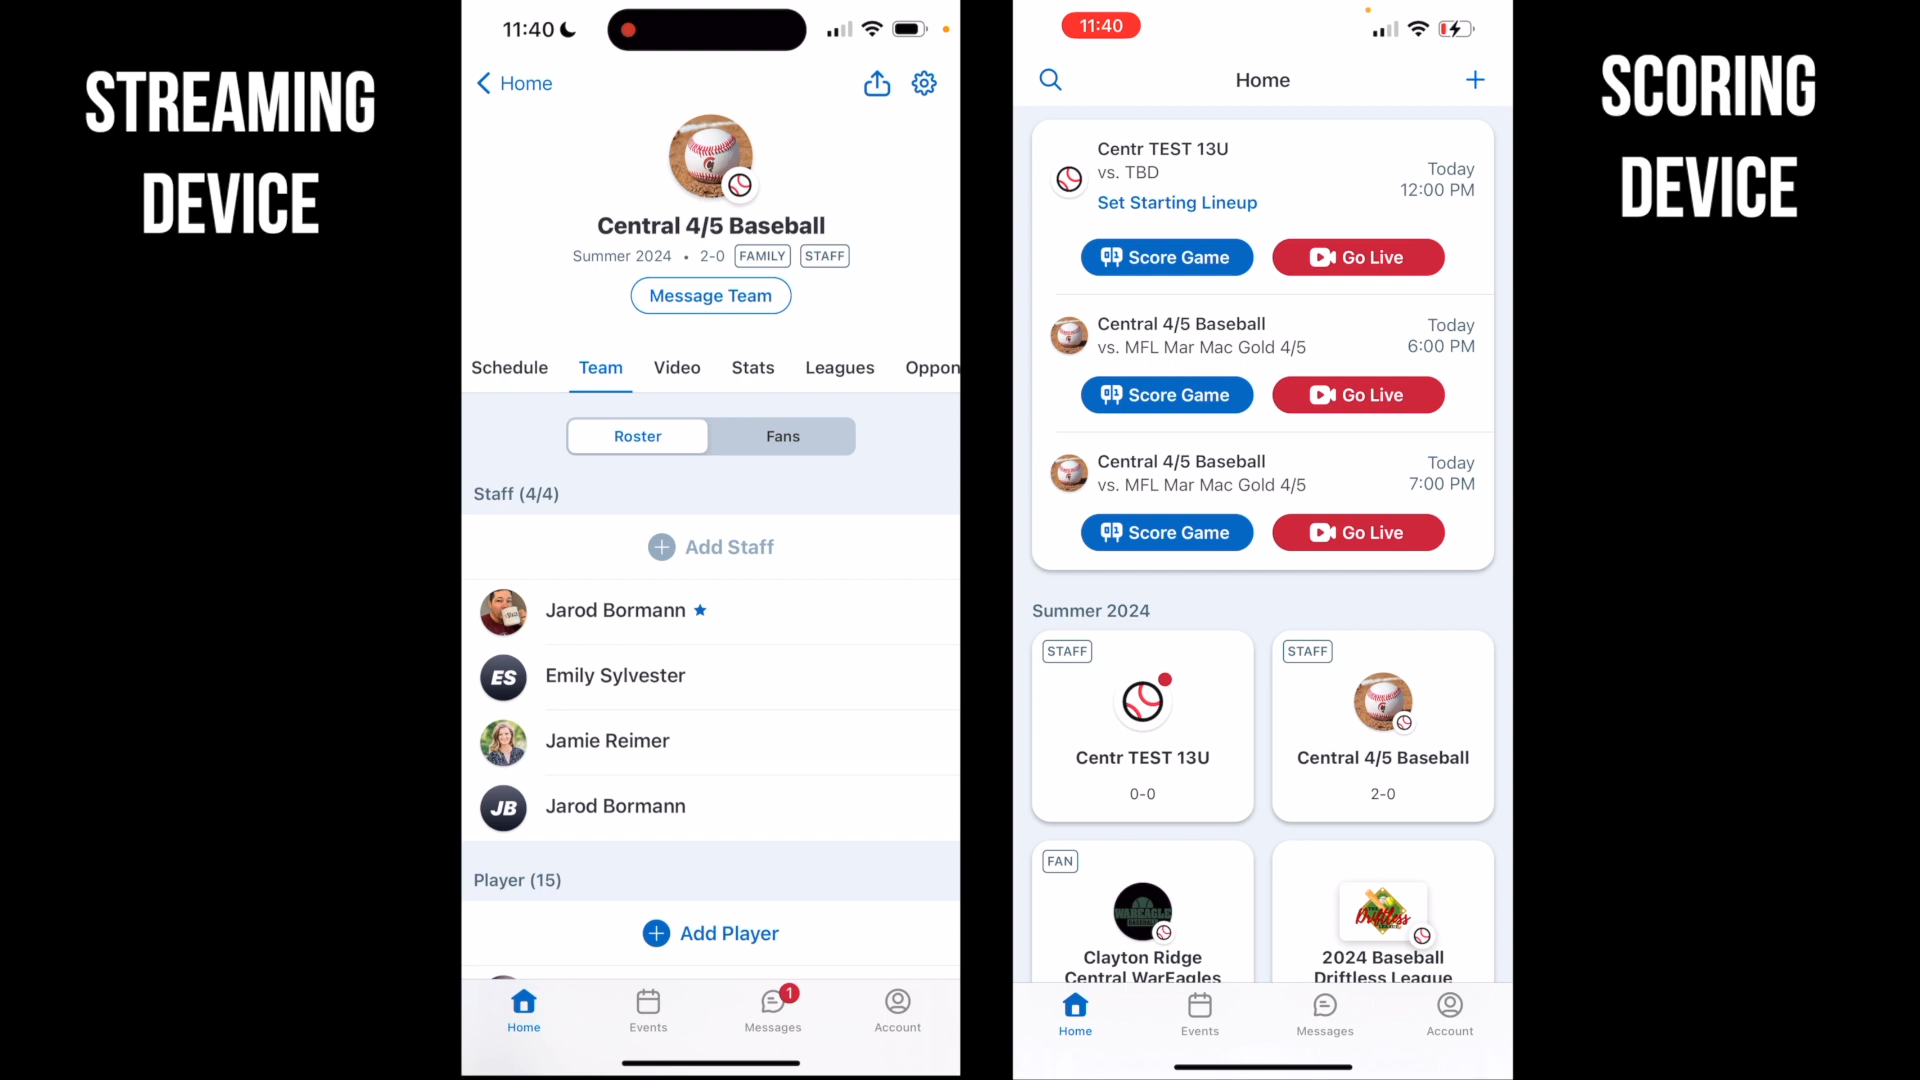 STREAMING
DEVICE
11:40
Home
Central 4/5 Baseball
Summer 2024 • 2-0 FAMILY STAFF
Message Team
Schedule Team Video Stats Leagues Oppon
Roster Fans
Staff (4/4)
Add Staff
Jarod Bormann
ES Emily Sylvester
Jamie Reimer
JB Jarod Bormann
Player (15)
Add Player
1
Home Events Messages Account
11:40
Home
Centr TEST 13U
vs. TBD
Today
12:00 PM
Set Starting Lineup
Score Game Go Live
Central 4/5 Baseball
vs. MFL Mar Mac Gold 4/5
Today
6:00 PM
Score Game Go Live
Central 4/5 Baseball
vs. MFL Mar Mac Gold 4/5
Today
7:00 PM
Score Game Go Live
Summer 2024
STAFF
Centr TEST 13U
0-0
STAFF
Central 4/5 Baseball
2-0
FAN
WAREAGLE
Clayton Ridge
Central WarEagles
Driftless
2024 Baseball
Driftless League
Home Events Messages Account
SCORING
DEVICE